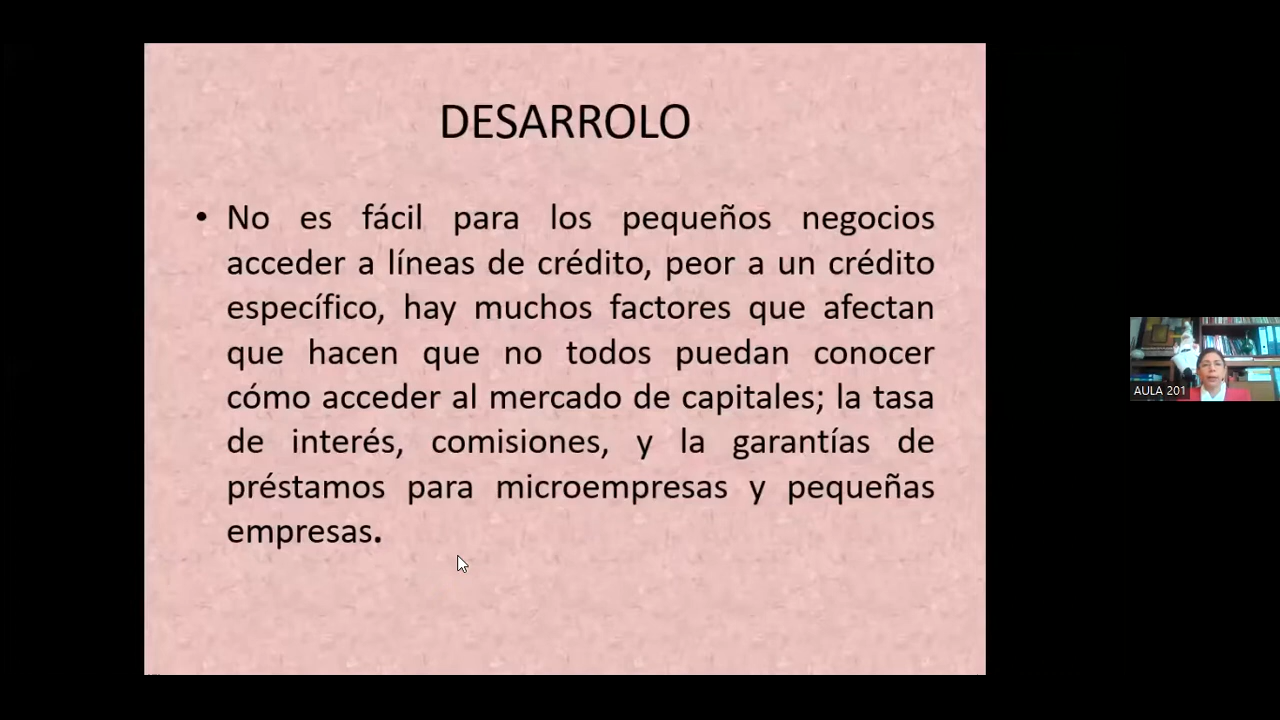 DESARROLO
• No es fácil para los pequeños negocios
acceder a líneas de crédito, peor a un crédito
específico, hay muchos factores que afectan
que hacen que no todos puedan conocer
cómo acceder al mercado de capitales; la tasa
de interés, comisiones, y la garantías de
préstamos para microempresas y pequeñas
empresas.
AULA 201